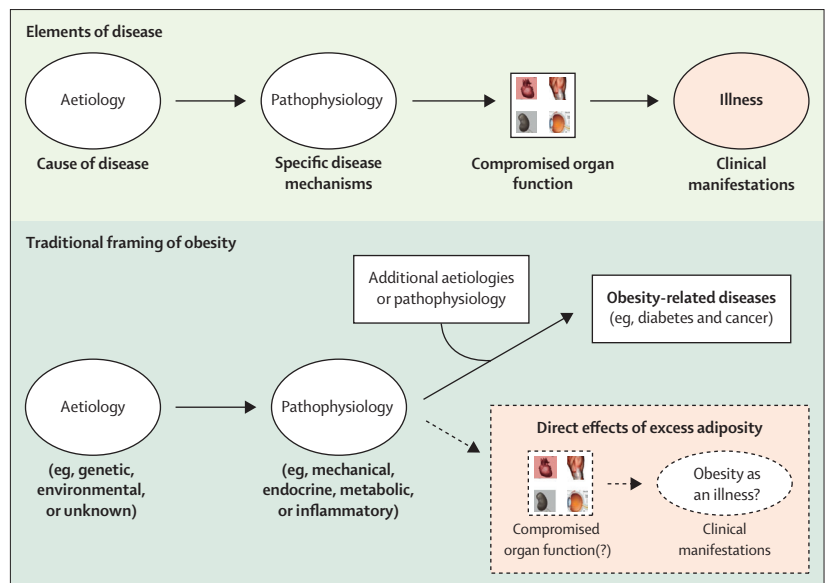 Elements of disease
Aetiology
Pathophysiology
Illness
Cause of disease
Specific disease
mechanisms
Compromised organ
function
Clinical
manifestations
Traditional framing of obesity
Additional aetiologies
or pathophysiology
Obesity-related diseases
(eg, diabetes and cancer)
Aetiology
Pathophysiology
(eg, genetic,
environmental,
or unknown)
(eg, mechanical,
endocrine, metabolic,
or inflammatory)
Direct effects of excess adiposity
Obesity as
an illness?
Compromised
organ function(?)
Clinical
manifestations